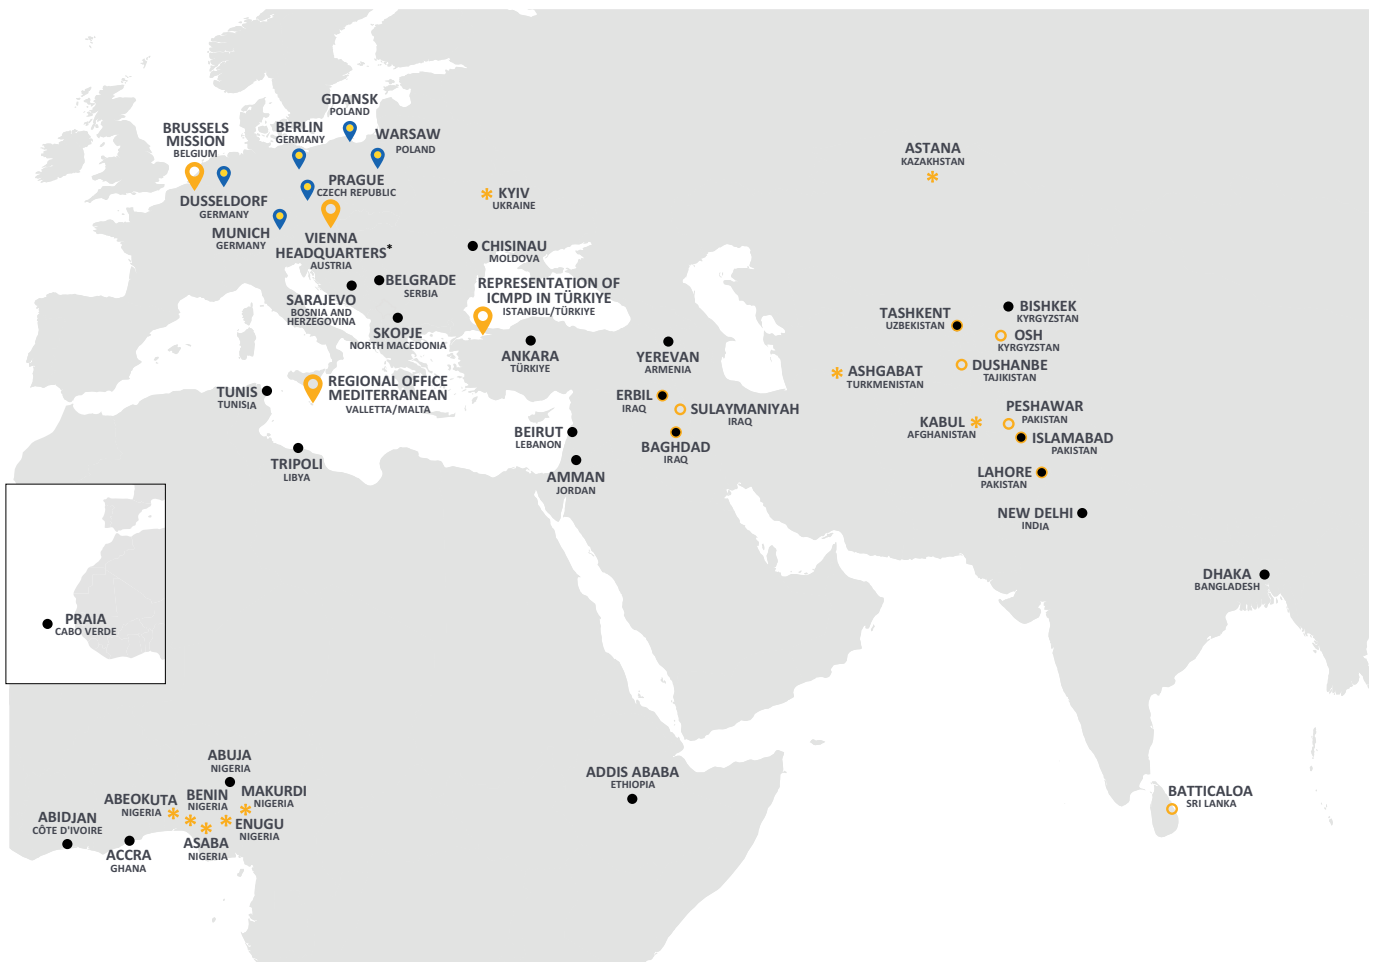 GDANSK
POLAND
BRUSSELS
MISSION
BELGIUM
BERLIN
GERMANY
WARSAW
POLAND
PRAGUE
CZECH REPUBLIC
DUSSELDORF
GERMANY
MUNICH
GERMANY
VIENNA
HEADQUARTERS*
AUSTRIA
KYIV
UKRAINE
ASTANA
KAZAKHSTAN
CHISINAU
MOLDOVA
BELGRADE
SERBIA
SARAJEVO
BOSNIA AND
HERZEGOVINA
REPRESENTATION OF
ICMPD IN TÜRKIYE
ISTANBUL/TÜRKIYE
SKOPJE
NORTH MACEDONIA
ANKARA
TÜRKIYE
YEREVAN
ARMENIA
TASHKENT
UZBEKISTAN
BISHKEK
KYRGYZSTAN
OSH
KYRGYZSTAN
DUSHANBE
TAJIKISTAN
ASHGABAT
TURKMENISTAN
TUNIS
TUNISIA
REGIONAL OFFICE
MEDITERRANEAN
VALLETTA/MALTA
ERBIL
IRAQ
SULAYMANIYAH
IRAQ
BAGHDAD
IRAQ
PESHAWAR
PAKISTAN
KABUL
AFGHANISTAN
ISLAMABAD
PAKISTAN
BEIRUT
LEBANON
TRIPOLI
LIBYA
AMMAN
JORDAN
LAHORE
PAKISTAN
NEW DELHI
INDIA
DHAKA
BANGLADESH
PRAIA
CABO VERDE
ABUJA
NIGERIA
ABEOKUTA
NIGERIA
BENIN
NIGERIA
MAKURDI
NIGERIA
ENUGU
NIGERIA
ASABA
NIGERIA
ABIDJAN
CÔTE D'IVOIRE
ACCRA
GHANA
ADDIS ABABA
ETHIOPIA
BATTICALOA
SRI LANKA